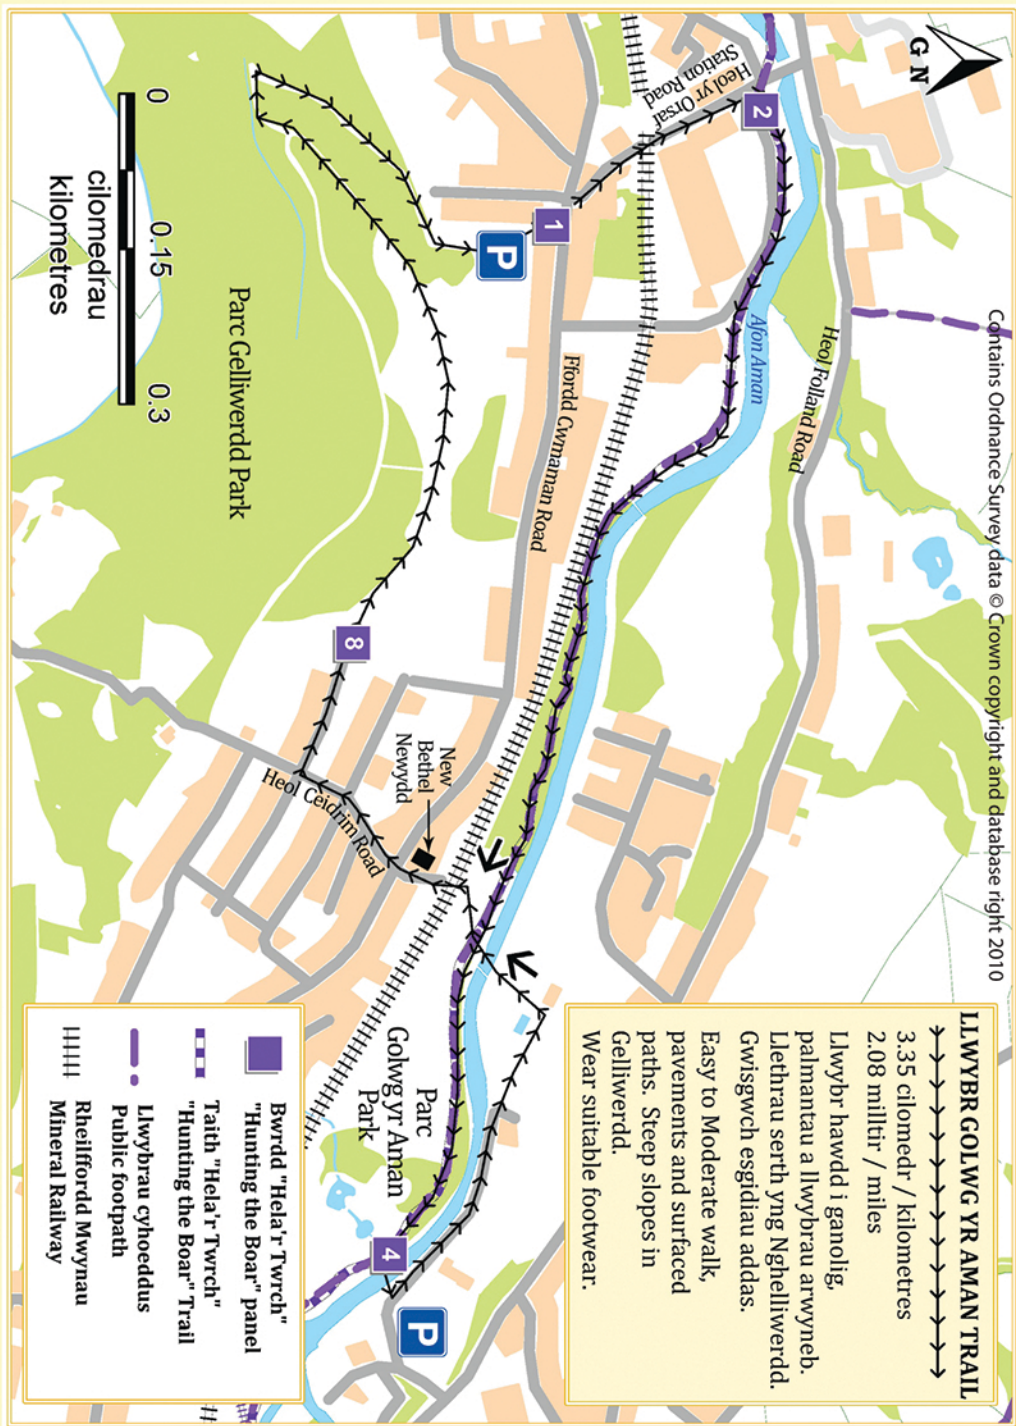 LLWYBR GOLWG YR AMAN TRAIL
3.35 cilomedr / kilometres
2.08 milltir / miles
Llwybr hawdd i ganolig,
palmantau a llwybrau arwyneb.
Llethrau serth yng Nghelliwerdd.
Gwisgwch esgidiau addas.
Easy to Moderate walk,
pavements and surfaced
paths. Steep slopes in
Gelliwerdd.
Wear suitable footwear.
Contains Ordnance Survey data © Crown copyright and database right 2010
G N
Heol Folland Road
Afon Aman
Heol yr Orsaf
Station Road
2
1
P
Ffordd Cwmaman Road
Parc Gelliwerdd Park
8
New
Bethel
Newydd
Heol Ceidrim Road
Parc
Golwg yr Aman
Park
4
P
0 0.15 0.3
cilomedrau
kilometres
Bwrdd "Hela'r Twrch"
"Hunting the Boar" panel
Taith "Hela'r Twrch"
"Hunting the Boar" Trail
Llwybrau cyhoeddus
Public footpath
Rheilffordd Mwynau
Mineral Railway